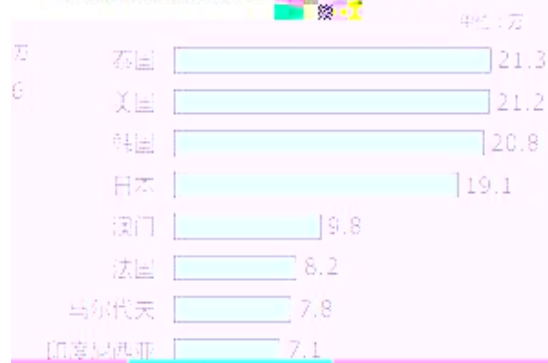 单位：万
万
泰国 21.3
美国 21.2
韩国 20.8
日本 19.1
澳门 9.8
法国 8.2
马尔代夫 7.8
印度尼西亚 7.1